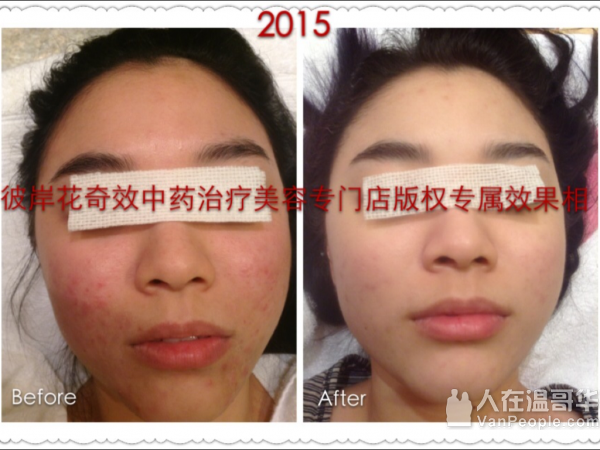 2015
彼岸花奇效中药治疗美容专门店版权专属效果相
Before
After
人在温哥华
VanPeople.com